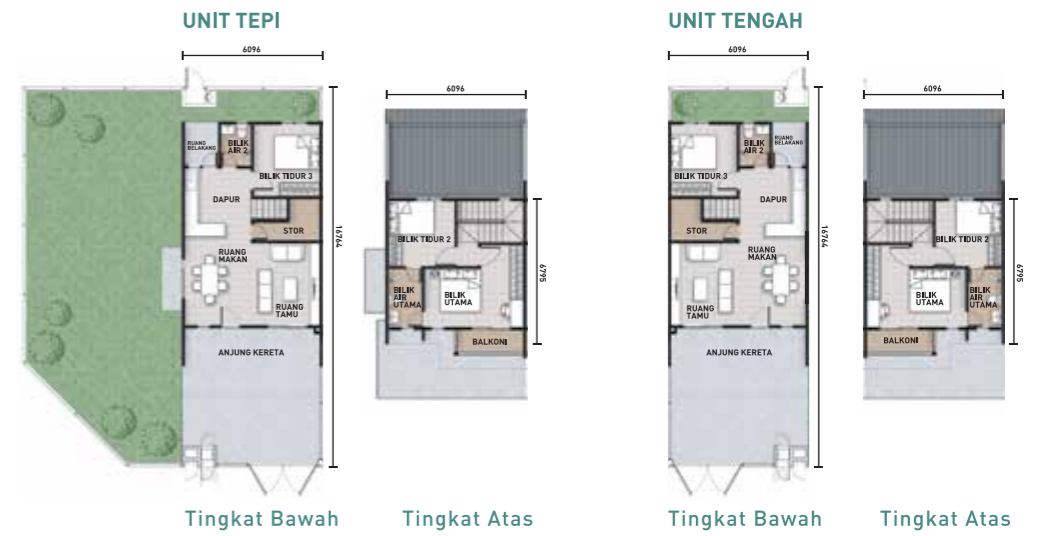 UNIT TEPI
6096
6096
16764
6795
RUANG
BELAKANG
BILIK
AIR 2
BILIK TIDUR 3
DAPUR
STOR
RUANG
MAKAN
RUANG
TAMU
ANJUNG KERETA
BILIK TIDUR 2
BILIK
AIR
UTAMA
BILIK
UTAMA
BALKONI
Tingkat Bawah
Tingkat Atas
UNIT TENGAH
6096
6096
16764
6795
BILIK
AIR 2
RUANG
BELAKANG
BILIK TIDUR 3
DAPUR
STOR
RUANG
MAKAN
RUANG
TAMU
ANJUNG KERETA
BILIK TIDUR 2
BILIK
UTAMA
BILIK
AIR
UTAMA
BALKONI
Tingkat Bawah
Tingkat Atas